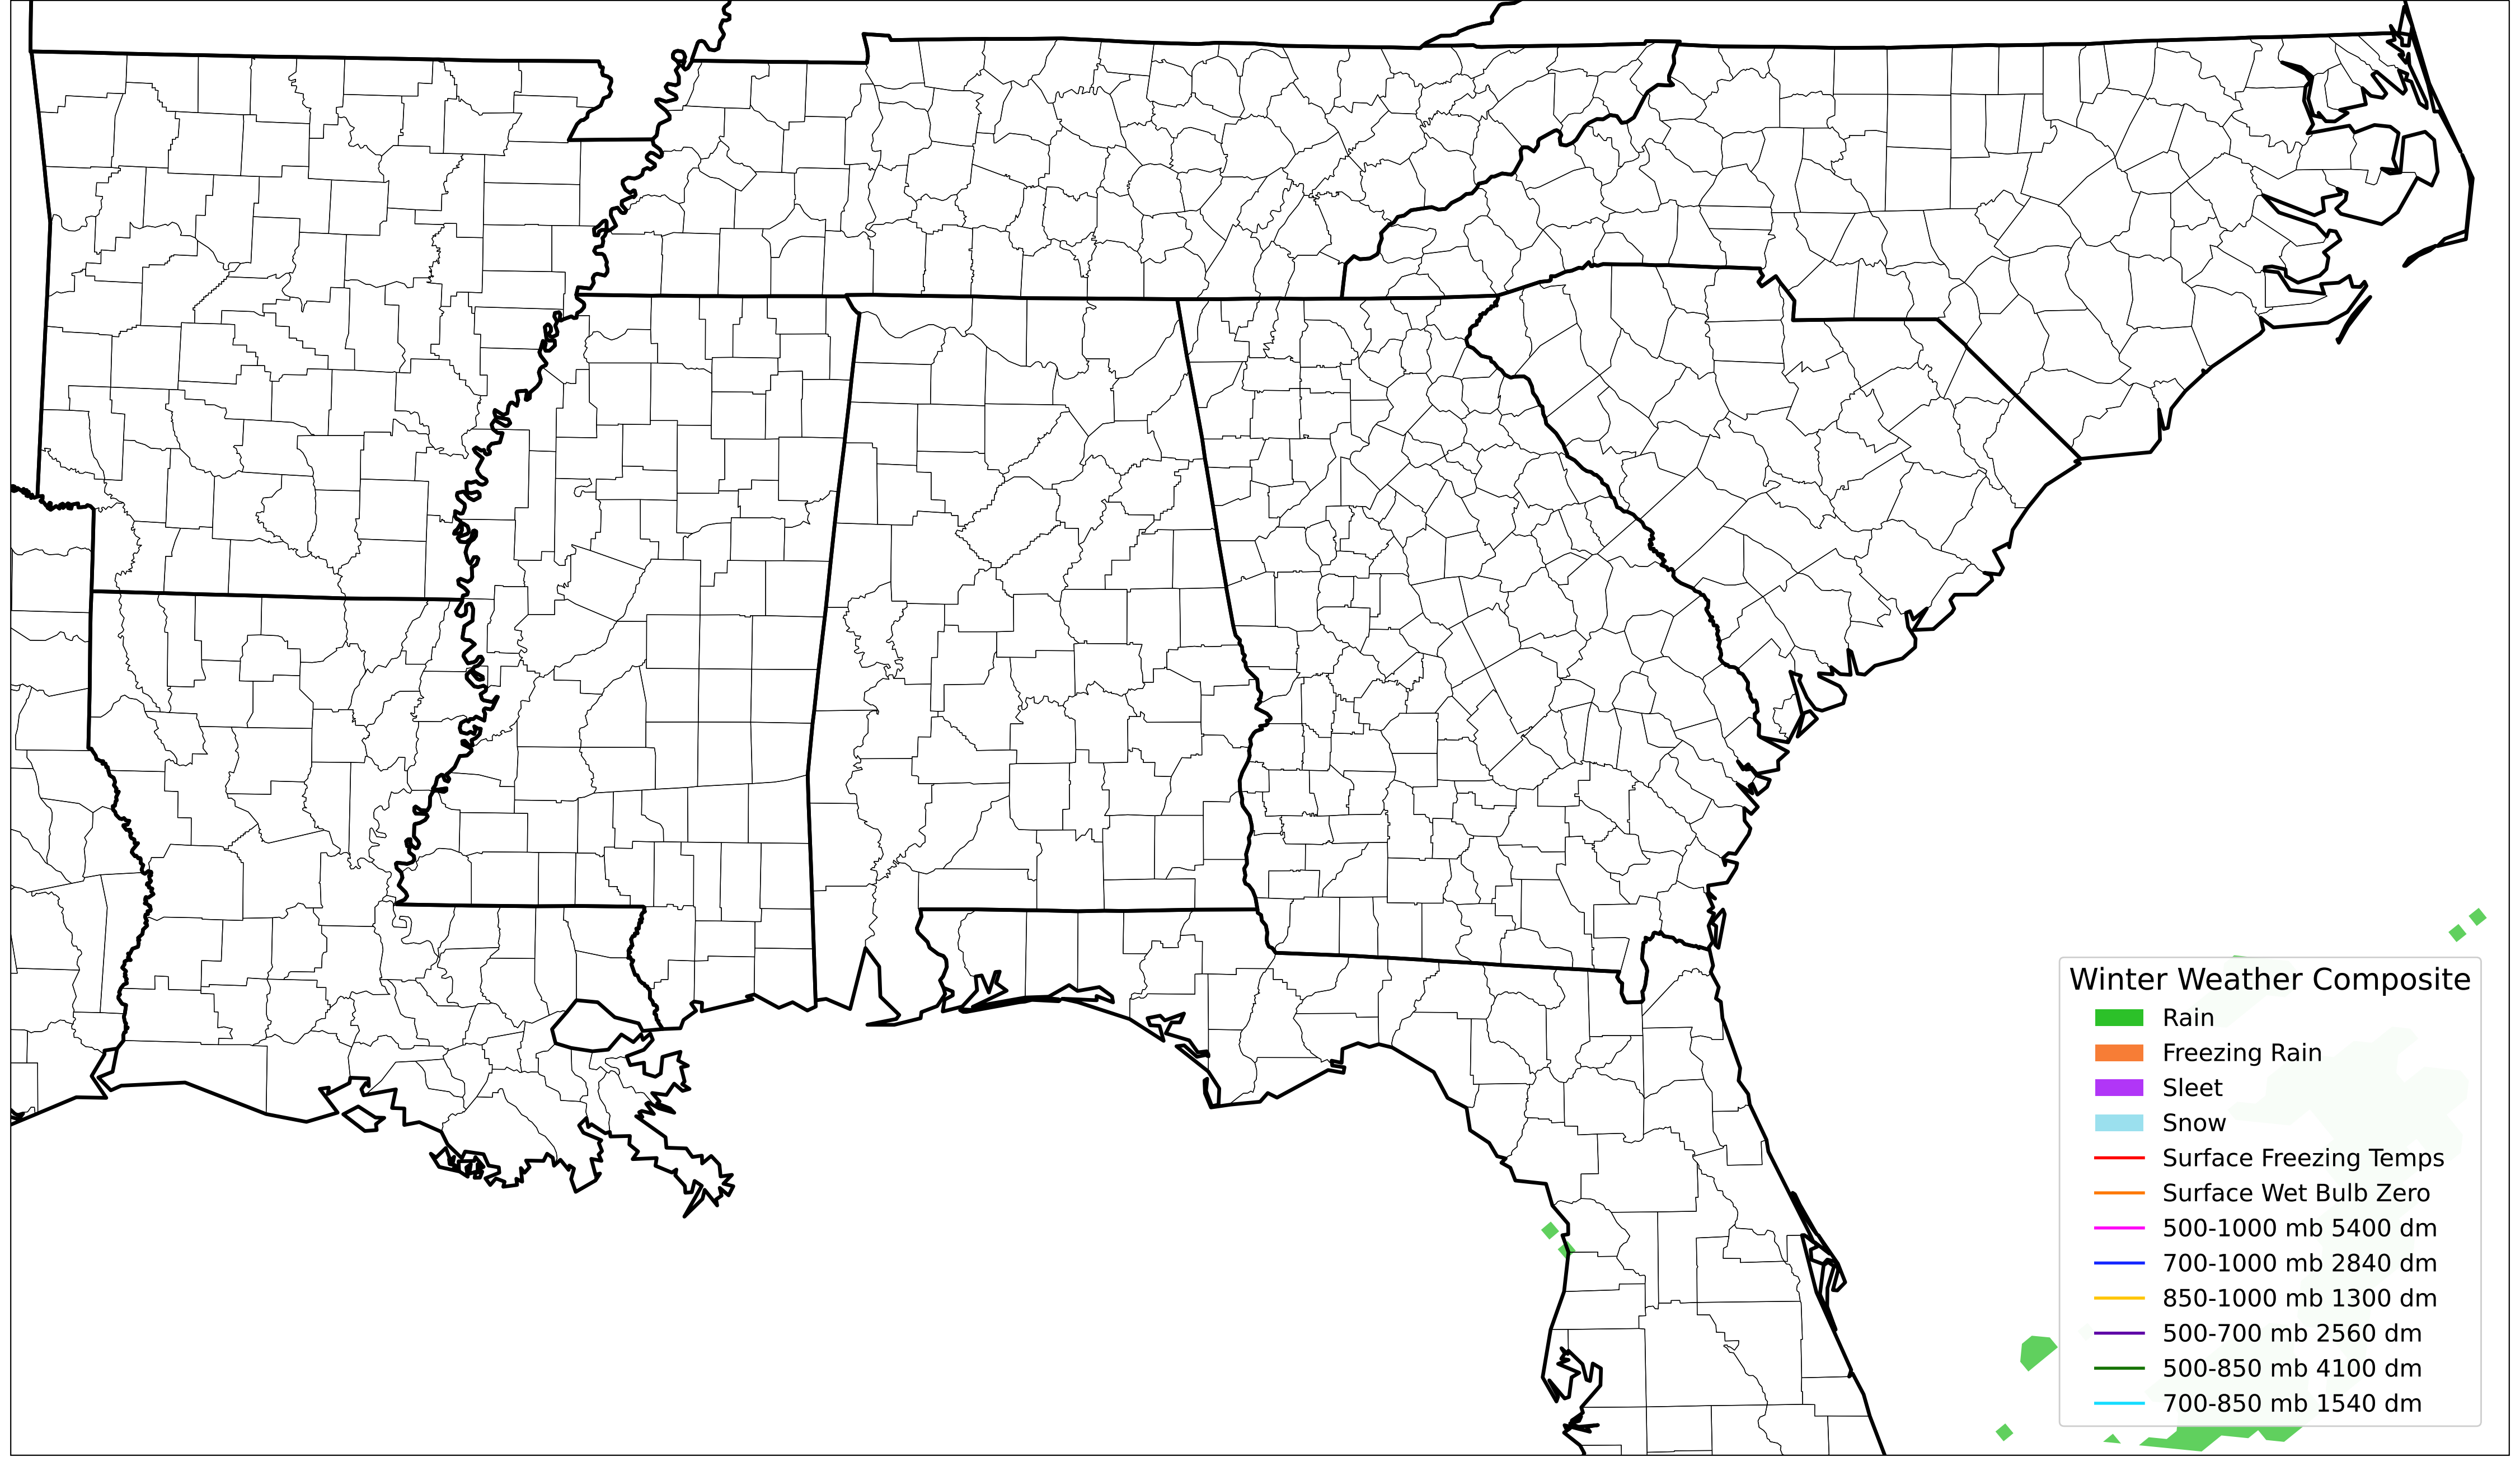 Winter Weather Composite
Rain
Freezing Rain
Sleet
Snow
Surface Freezing Temps
Surface Wet Bulb Zero
500-1000 mb 5400 dm
700-1000 mb 2840 dm
850-1000 mb 1300 dm
500-700 mb 2560 dm
500-850 mb 4100 dm
700-850 mb 1540 dm